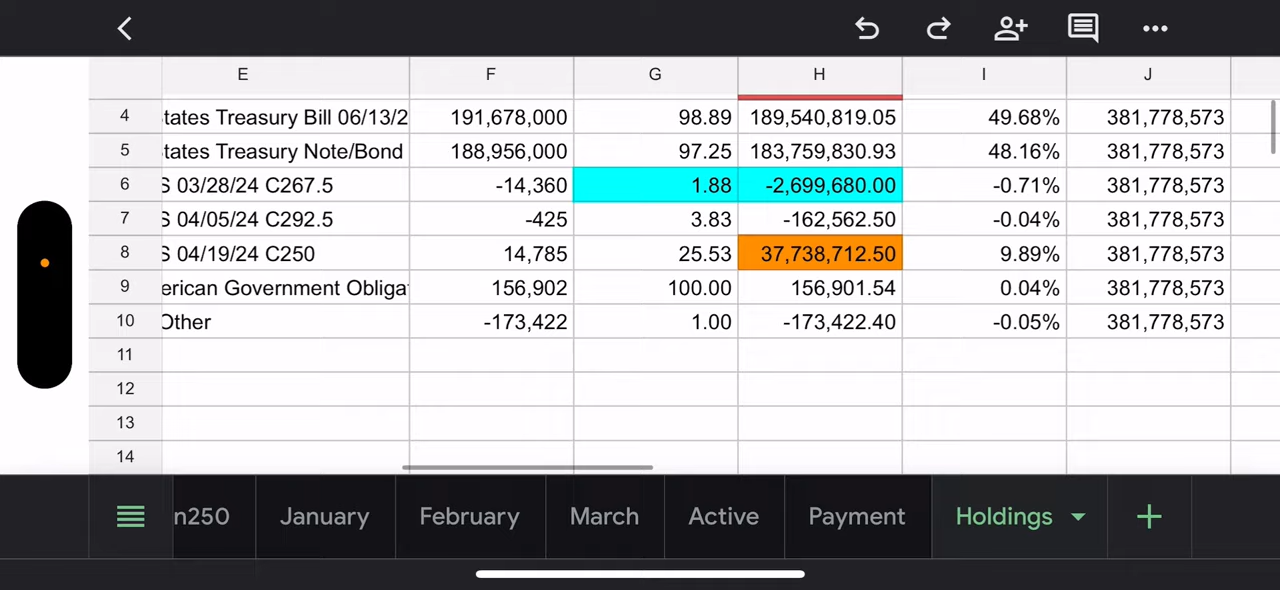 E F G H I J
4 tates Treasury Bill 06/13/2 191,678,000 98.89 189,540,819.05 49.68% 381,778,573
5 tates Treasury Note/Bond 188,956,000 97.25 183,759,830.93 48.16% 381,778,573
6 S 03/28/24 C267.5 -14,360 1.88 -2,699,680.00 -0.71% 381,778,573
7 S 04/05/24 C292.5 -425 3.83 -162,562.50 -0.04% 381,778,573
8 S 04/19/24 C250 14,785 25.53 37,738,712.50 9.89% 381,778,573
9 erican Government Obliga 156,902 100.00 156,901.54 0.04% 381,778,573
10 Other -173,422 1.00 -173,422.40 -0.05% 381,778,573
11
12
13
14
n250 January February March Active Payment Holdings